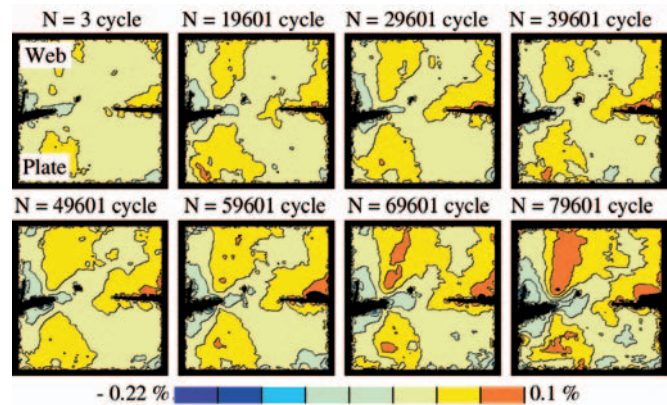 N = 3 cycle N = 19601 cycle N = 29601 cycle N = 39601 cycle
Web
Plate
N = 49601 cycle N = 59601 cycle N = 69601 cycle N = 79601 cycle
- 0.22 % 0.1 %